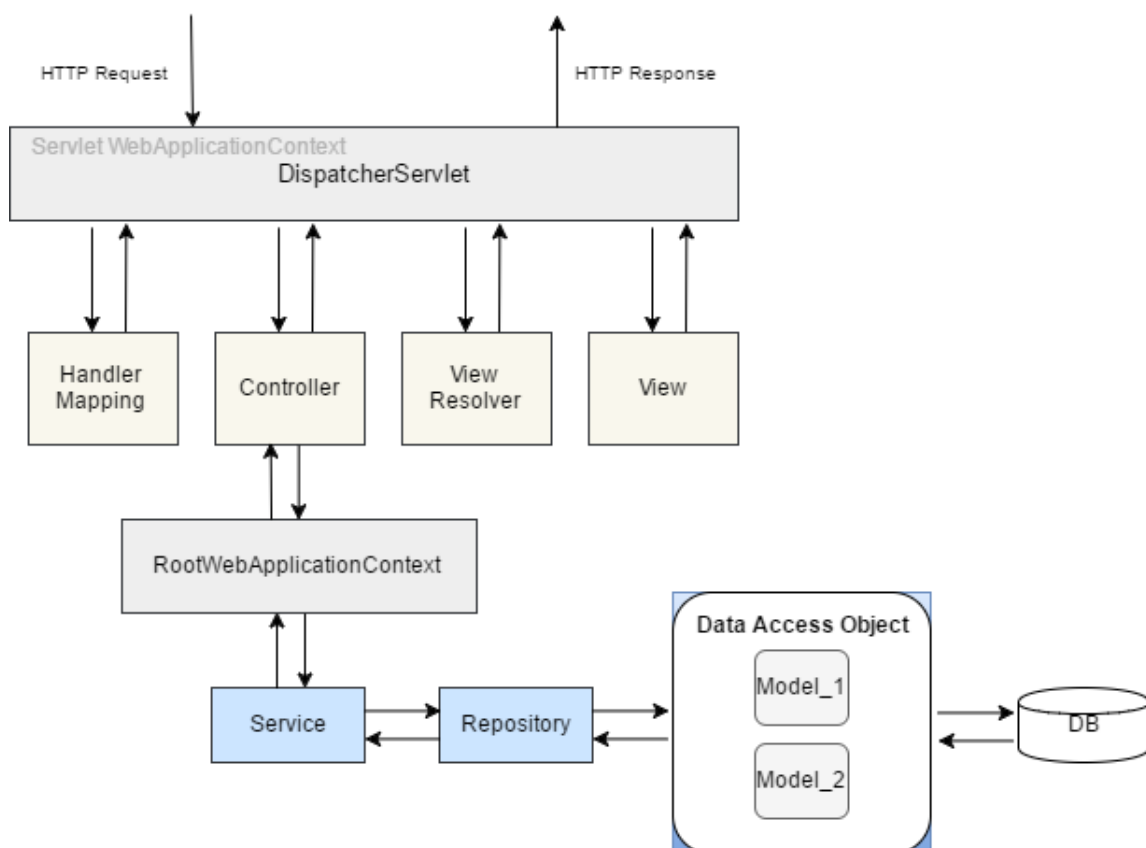 HTTP Request
HTTP Response
Servlet WebApplicationContext
DispatcherServlet
Handler
Mapping
Controller
View
Resolver
View
RootWebApplicationContext
Data Access Object
Model_1
Service
Repository
DB
Model_2